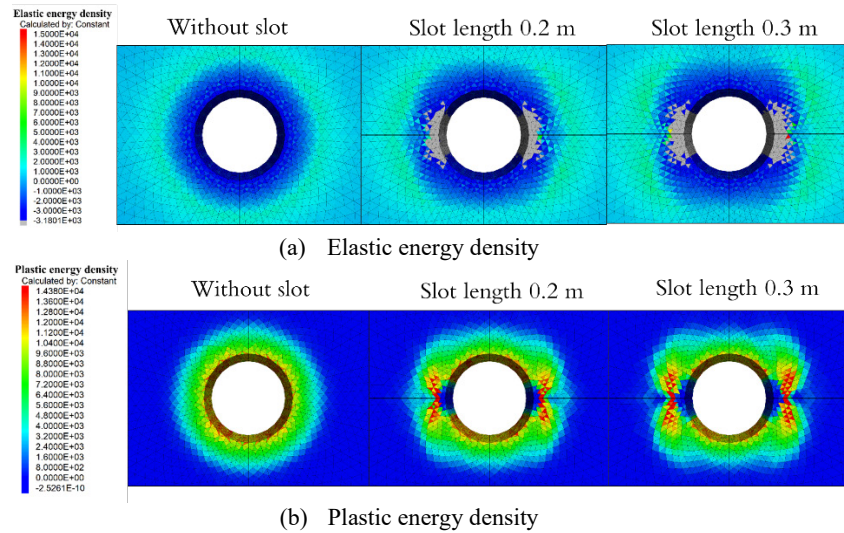 Elastic energy density
Calculated by: Constant
1.5000E+04
1.4000E+04
1.3000E+04
1.2000E+04
1.1000E+04
1.0000E+04
9.0000E+03
8.0000E+03
7.0000E+03
6.0000E+03
5.0000E+03
4.0000E+03
3.0000E+03
2.0000E+03
1.0000E+03
0.0000E+00
-1.0000E+03
-2.0000E+03
-3.0000E+03
-3.1801E+03
Without slot
Slot length 0.2 m
Slot length 0.3 m
(a) Elastic energy density
Plastic energy density
Calculated by: Constant
1.4380E+04
1.3600E+04
1.2800E+04
1.2000E+04
1.1200E+04
1.0400E+04
9.6000E+03
8.8000E+03
8.0000E+03
7.2000E+03
6.4000E+03
5.6000E+03
4.8000E+03
4.0000E+03
3.2000E+03
2.4000E+03
1.6000E+03
8.0000E+02
0.0000E+00
-2.5261E-10
Without slot
Slot length 0.2 m
Slot length 0.3 m
(b) Plastic energy density